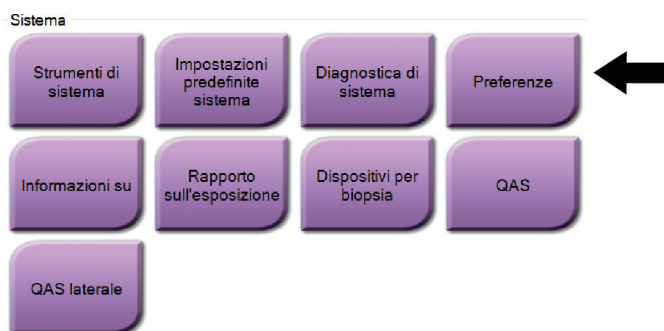 Sistema
Strumenti di
sistema
Impostazioni
predefinite
sistema
Diagnostica di
sistema
Preferenze
Informazioni su
Rapporto
sull'esposizione
Dispositivi per
biopsia
QAS
QAS laterale